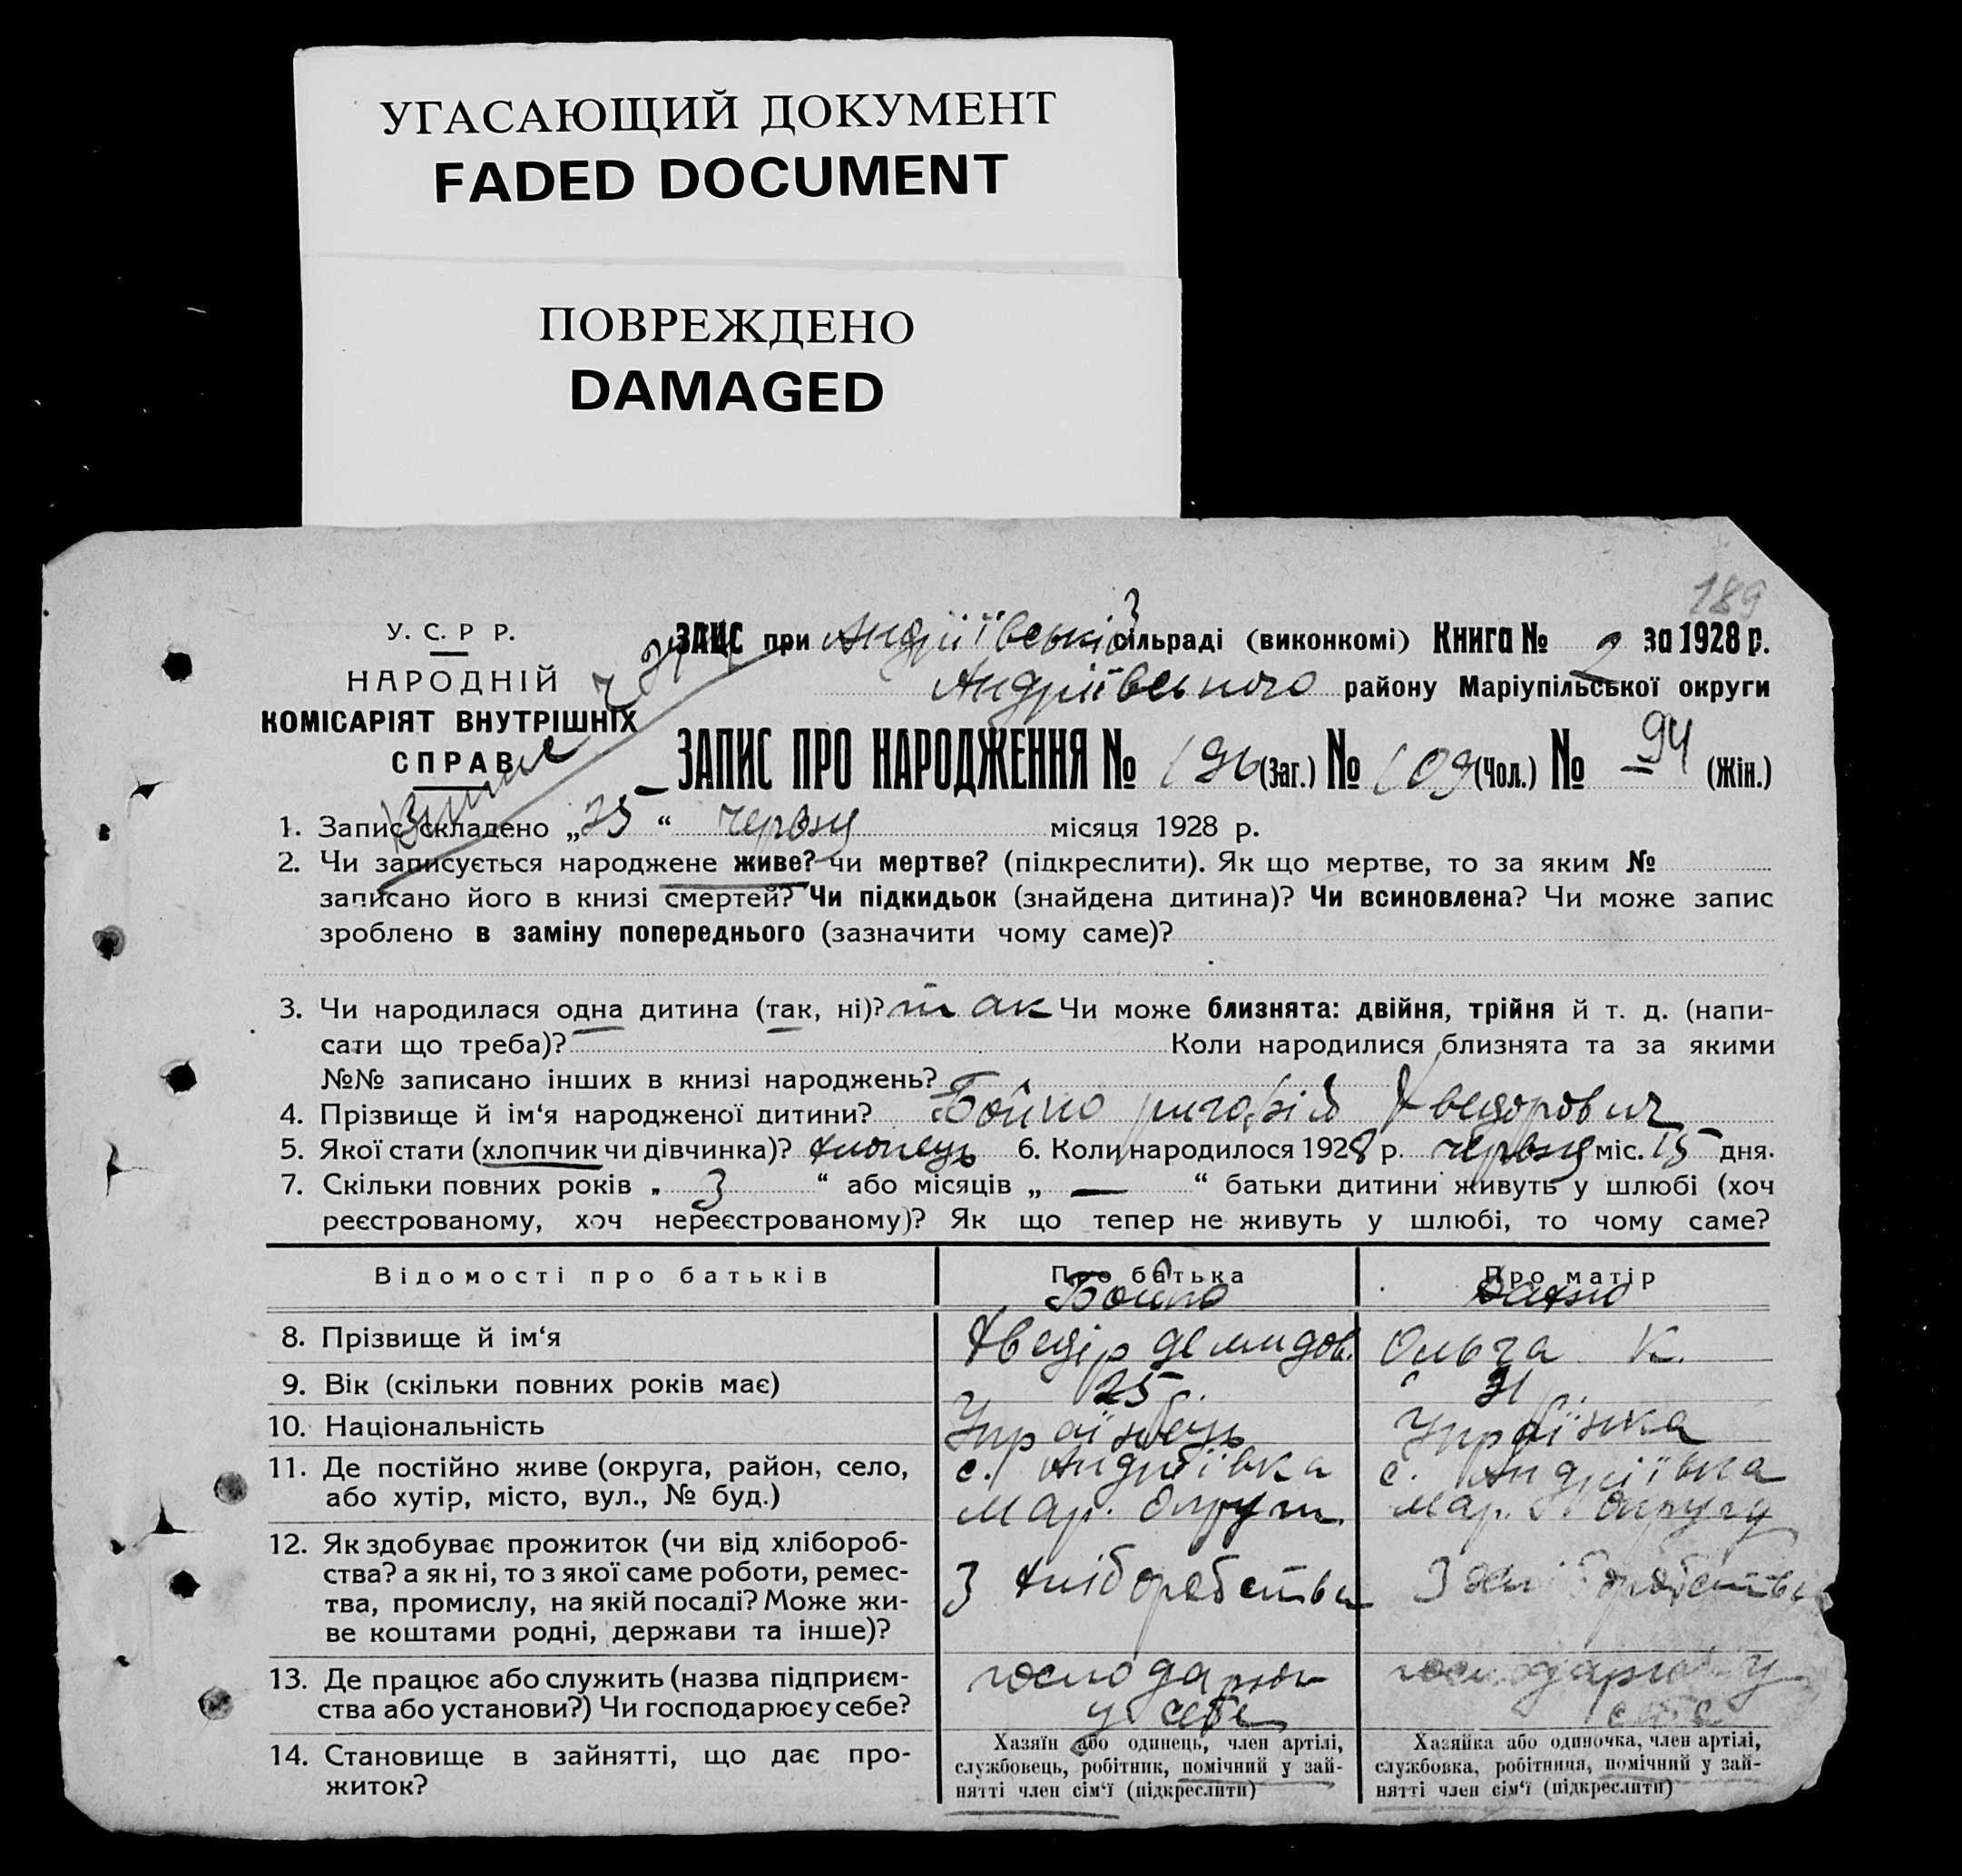 УГАСАЮЩИЙ ДОКУМЕНТ
FADED DOCUMENT
ПОВРЕЖДЕНО
DAMAGED
189
У. С. Р Р.
НАРОДНІЙ
КОМІСАРІЯТ ВНУТРІШНІХ
СПРАВ
ЗАЦС при Андріївській сільраді (виконкомі) Книга № 2 за 1928 р.
Андріївського району Маріупільської округи
ЗАПИС ПРО НАРОДЖЕННЯ № 196 (Заг.) № 109 (Чол.) № —94 (Жін.)
1. Запис складено „25“ червня місяця 1928 р.
2. Чи записується народжене живе? чи мертве? (підкреслити). Як що мертве, то за яким №
записано його в книзі смертей? Чи підкидьок (знайдена дитина)? Чи всиновлена? Чи може запис
зроблено в заміну попереднього (зазначити чому саме)?
3. Чи народилася одна дитина (так, ні)? так Чи може близнята: двійня, трійня й т. д. (напи-
сати що треба)? Коли народилися близнята та за якими
№№ записано інших в книзі народжень?
4. Прізвище й ім‘я народженої дитини? Бойко Хведорович
5. Якої стати (хлопчик чи дівчинка)? хлопець 6. Коли народилося 1928 р. червня міс. 15 дня.
7. Скільки повних років „ 3 “ або місяців „ — “ батьки дитини живуть у шлюбі (хоч
реєстрованому, хоч нереєстрованому)? Як що тепер не живуть у шлюбі, то чому саме?
Відомості про батьків Про батька Про матір
Бойко
8. Прізвище й ім‘я Хведір демидов. Ольга К.
9. Вік (скільки повних років має) 25 р.
10. Національність Українець Українка
11. Де постійно живе (округа, район, село, с. Андріївка с. Андріївка
або хутір, місто, вул., № буд.) Мар. округи. Мар. округу
12. Як здобуває прожиток (чи від хлібороб-
ства? а як ні, то з якої саме роботи, ремес- З хліборобства З хліборобства
тва, промислу, на якій посаді? Може жи-
ве коштами родні, держави та інше)?
13. Де працює або служить (назва підприєм- господарює господарює у
ства або установи?) Чи господарює у себе? у себе себе
14. Становище в зайнятті, що дає про-
житок?
Хазяїн або одинець, член артілі,
службовець, робітник, помічний у зай-
нятті член сім‘ї (підкреслити)
Хазяйка або одиночка, член артілі,
службовка, робітниця, помічний у зай-
нятті член сім‘ї (підкреслити)